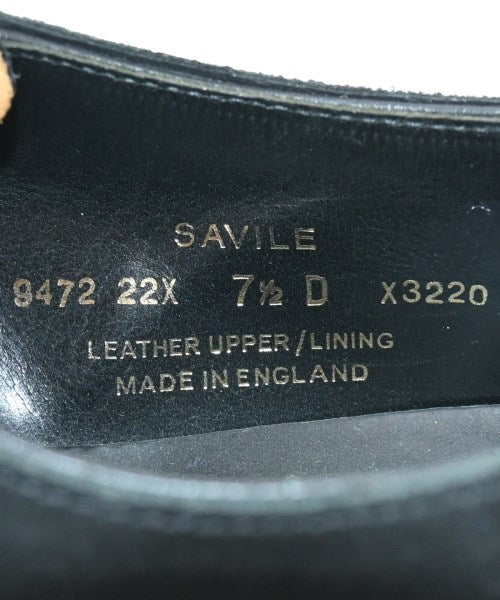 SAVILE
8472 22X 7½ D X3220
LEATHER UPPER/LINING
MADE IN ENGLAND